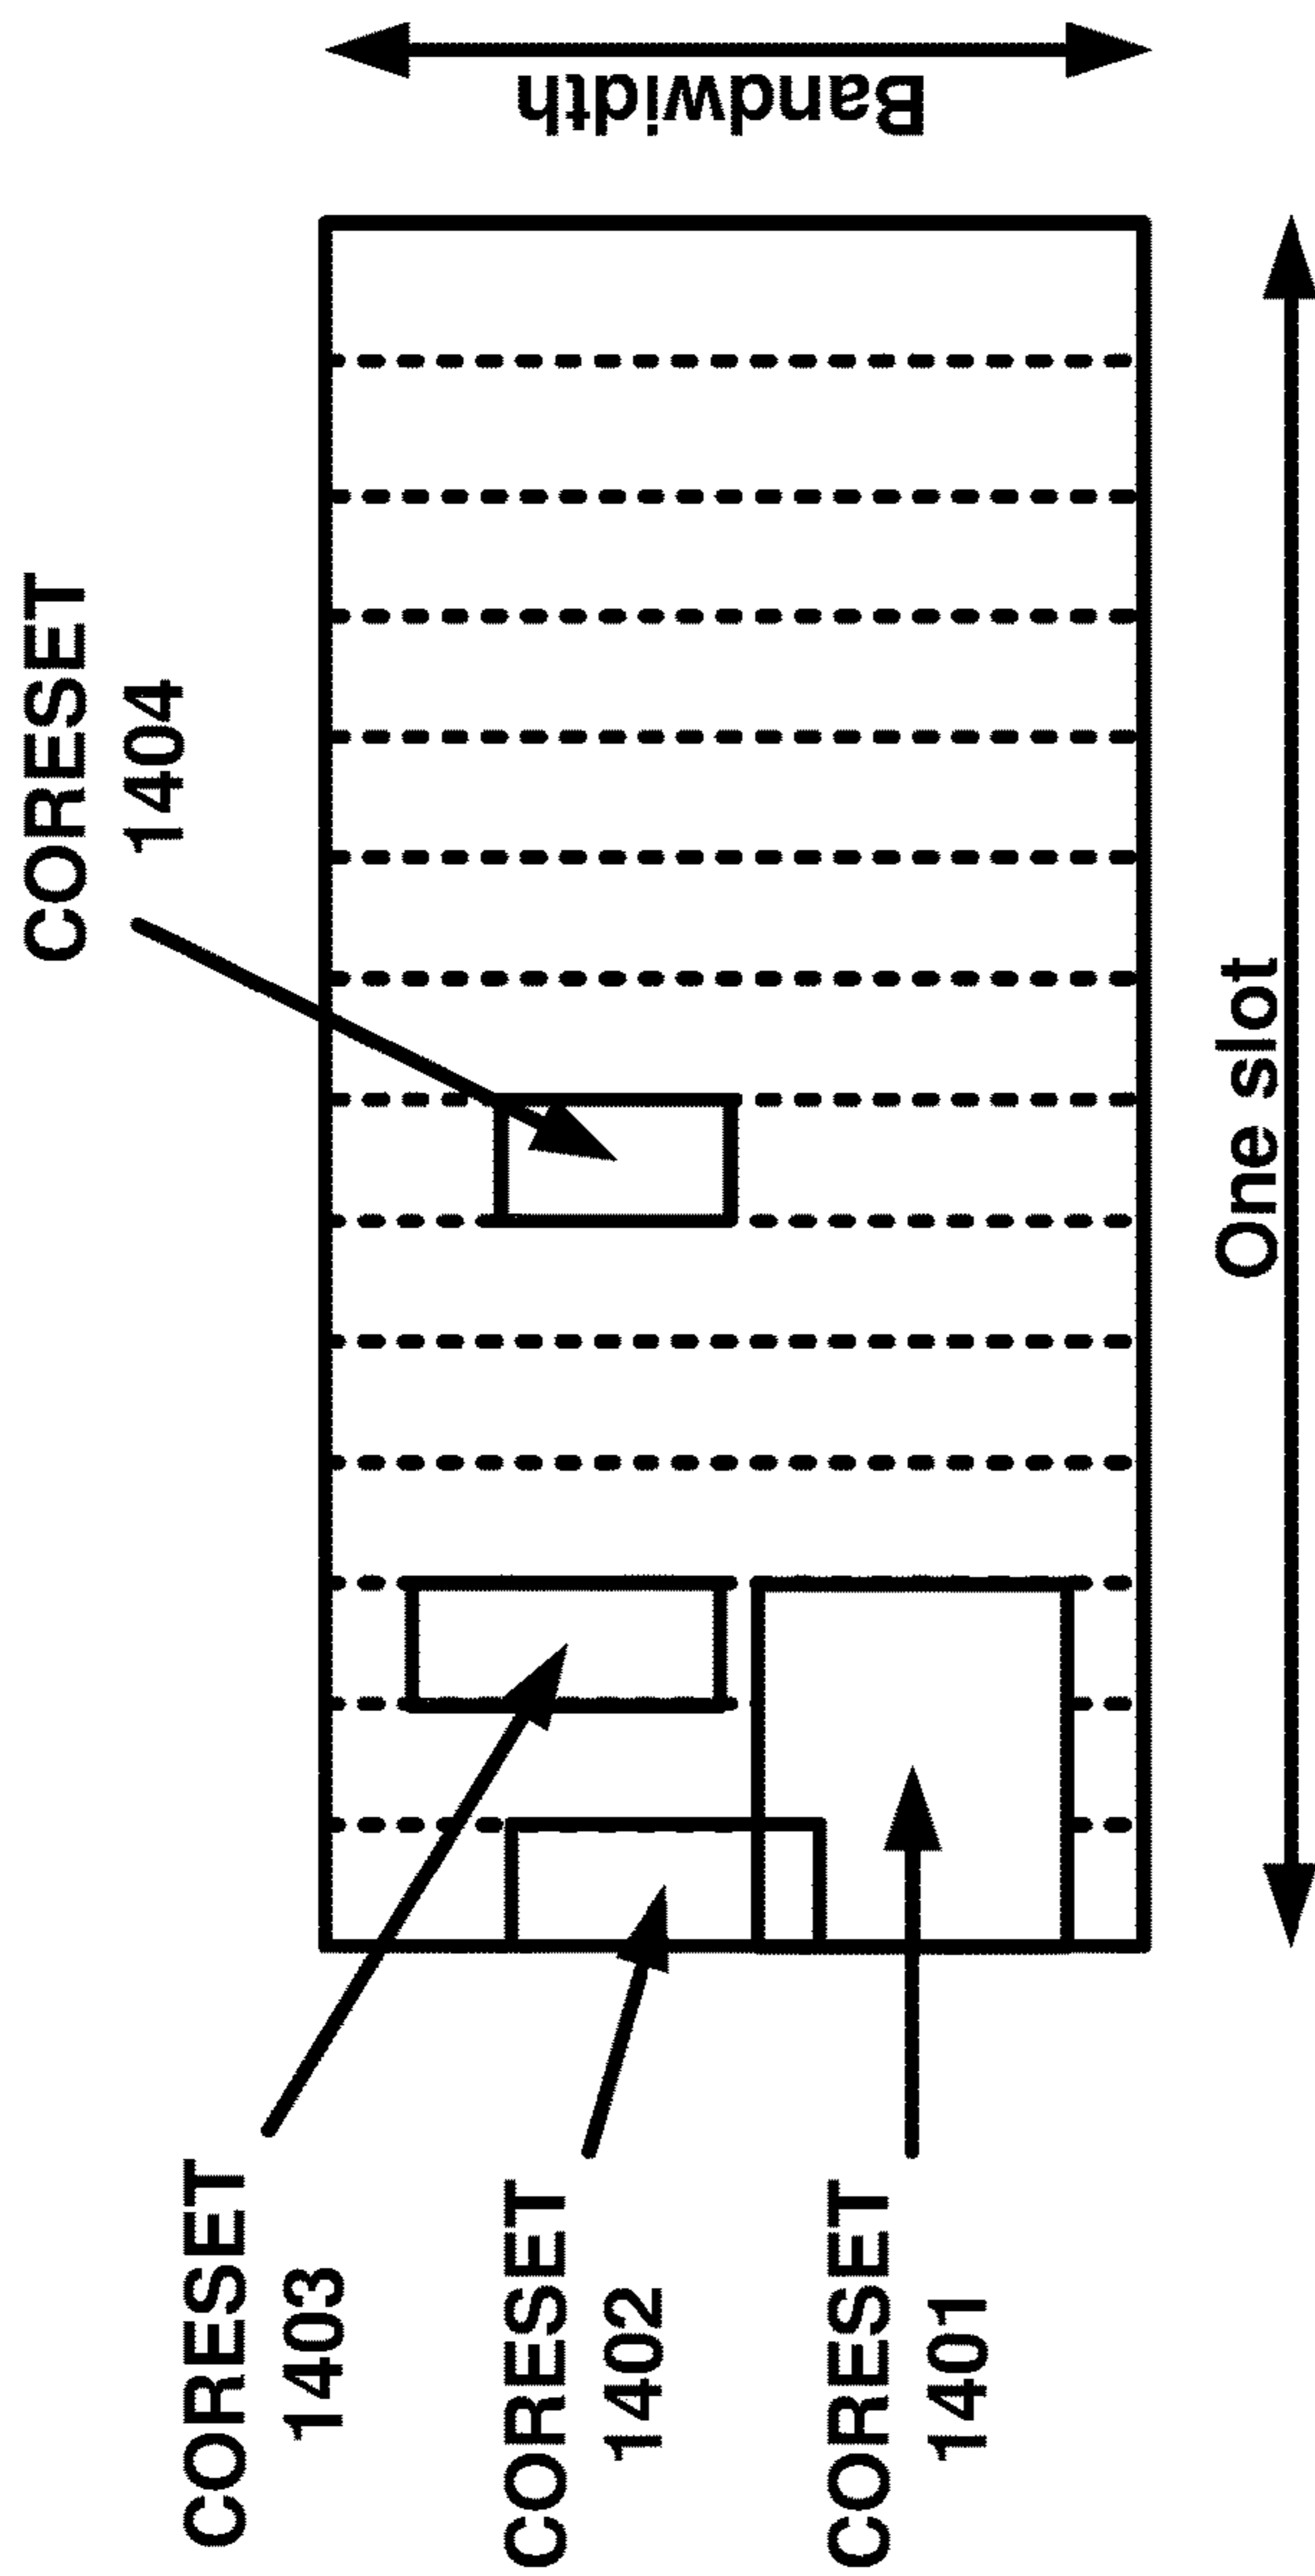 CORESET
1404
Bandwidth
CORESET
1403
CORESET
1402
CORESET
1401
One slot